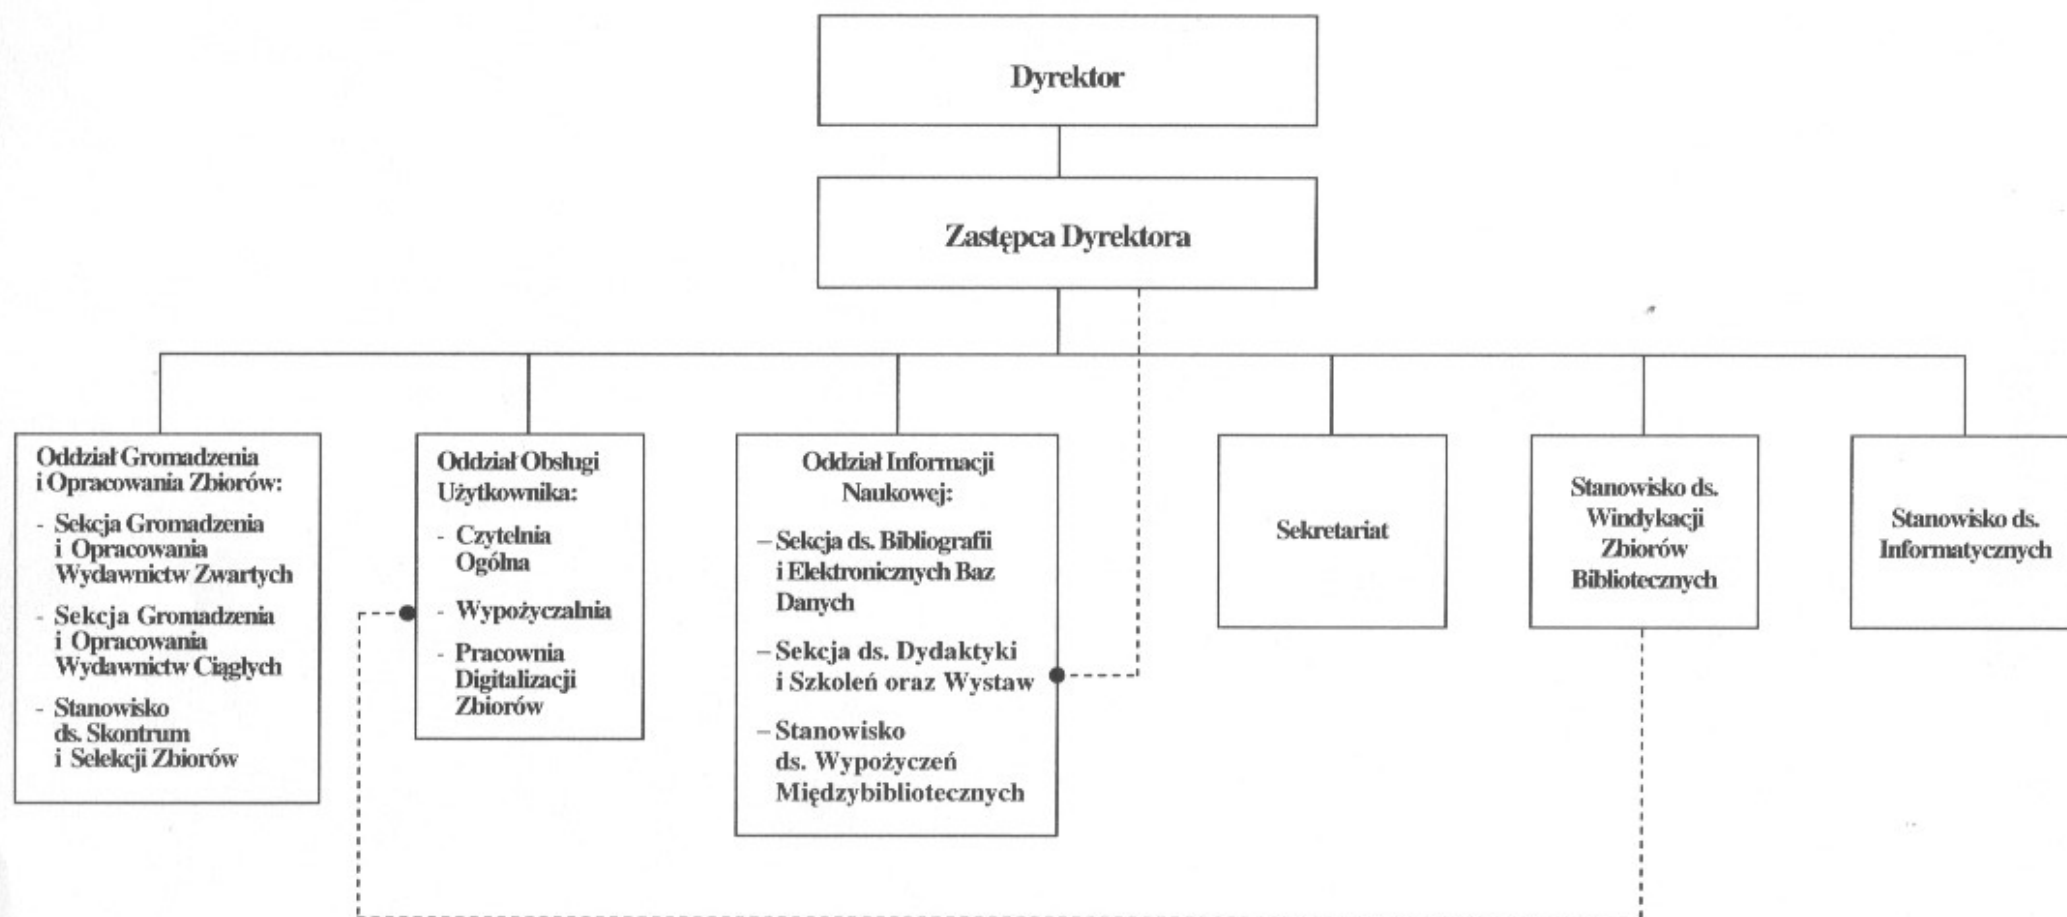 Dyrektor
Zastępca Dyrektora
Oddział Gromadzenia
i Opracowania Zbiorów:
- Sekcja Gromadzenia
i Opracowania
Wydawnictw Zwartych
- Sekcja Gromadzenia
i Opracowania
Wydawnictw Ciągłych
- Stanowisko
ds. Skontrum
i Selekcji Zbiorów
Oddział Obsługi
Użytkownika:
- Czytelnia
Ogólna
- Wypożyczalnia
- Pracownia
Digitalizacji
Zbiorów
Oddział Informacji
Naukowej:
– Sekcja ds. Bibliografii
i Elektronicznych Baz
Danych
– Sekcja ds. Dydaktyki
i Szkoleń oraz Wystaw
– Stanowisko
ds. Wypożyczeń
Międzybibliotecznych
Sekretariat
Stanowisko ds.
Windykacji
Zbiorów
Bibliotecznych
Stanowisko ds.
Informatycznych